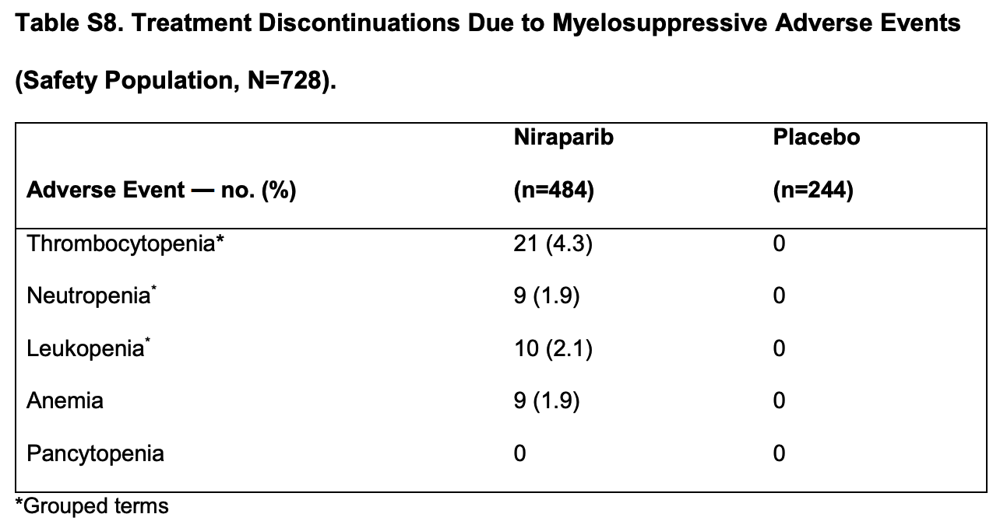 Table S8. Treatment Discontinuations Due to Myelosuppressive Adverse Events
(Safety Population, N=728).
Niraparib Placebo
Adverse Event — no. (%) (n=484) (n=244)
Thrombocytopenia* 21 (4.3) 0
Neutropenia* 9 (1.9) 0
Leukopenia* 10 (2.1) 0
Anemia 9 (1.9) 0
Pancytopenia 0 0
*Grouped terms